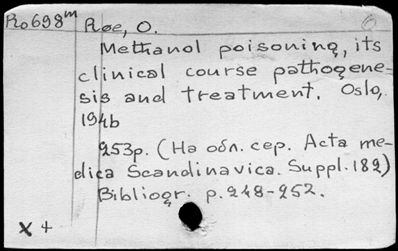 Ro698m Røe, O.
Methanol poisoning, its
clinical course pathogene-
sis and treatment. Oslo,
1946
253p. (На обл. сер. Acta me-
dica Scandinavica. Suppl. 182)
Bibliogr. p. 248-252.
x 4